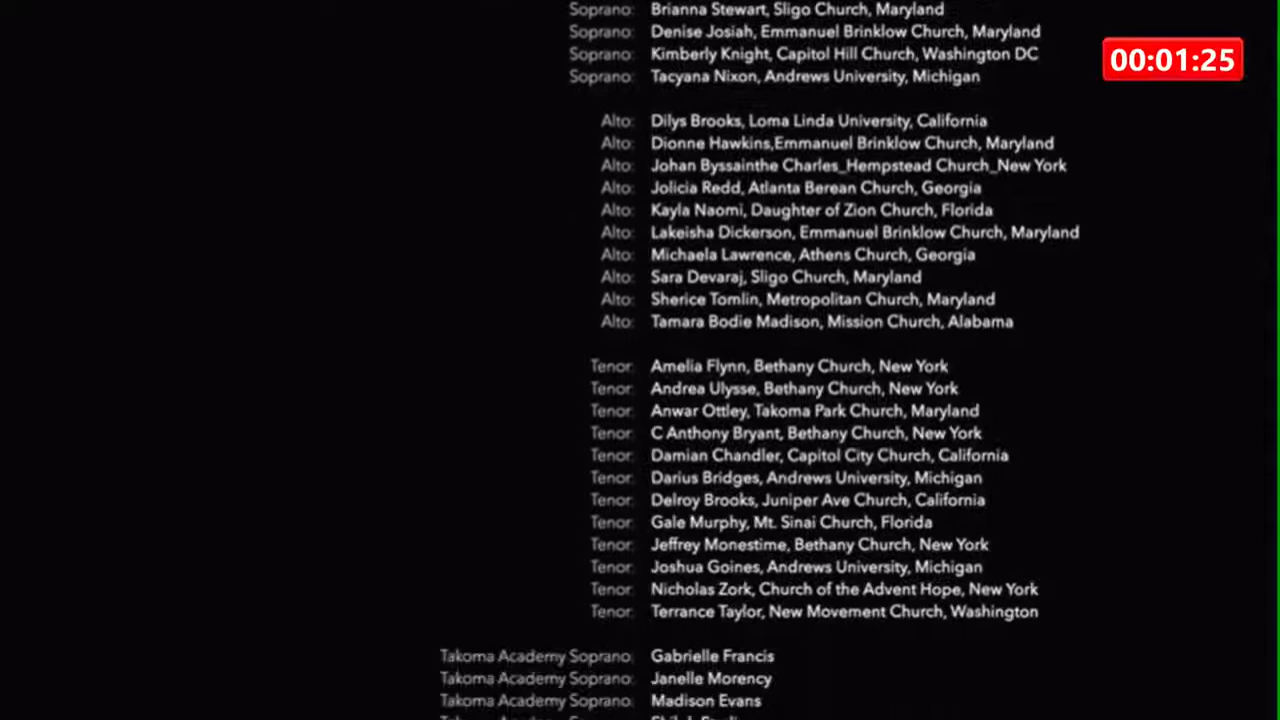 Soprano: Brianna Stewart, Sligo Church, Maryland
Soprano: Denise Josiah, Emmanuel Brinklow Church, Maryland
Soprano: Kimberly Knight, Capitol Hill Church, Washington DC
Soprano: Tacyana Nixon, Andrews University, Michigan
00:01:25
Alto: Dilys Brooks, Loma Linda University, California
Alto: Dionne Hawkins,Emmanuel Brinklow Church, Maryland
Alto: Johan Byssainthe Charles_Hempstead Church_New York
Alto: Jolicia Redd, Atlanta Berean Church, Georgia
Alto: Kayla Naomi, Daughter of Zion Church, Florida
Alto: Lakeisha Dickerson, Emmanuel Brinklow Church, Maryland
Alto: Michaela Lawrence, Athens Church, Georgia
Alto: Sara Devaraj, Sligo Church, Maryland
Alto: Sherice Tomlin, Metropolitan Church, Maryland
Alto: Tamara Bodie Madison, Mission Church, Alabama
Tenor: Amelia Flynn, Bethany Church, New York
Tenor: Andrea Ulysse, Bethany Church, New York
Tenor: Anwar Ottley, Takoma Park Church, Maryland
Tenor: C Anthony Bryant, Bethany Church, New York
Tenor: Damian Chandler, Capitol City Church, California
Tenor: Darius Bridges, Andrews University, Michigan
Tenor: Delroy Brooks, Juniper Ave Church, California
Tenor: Gale Murphy, Mt. Sinai Church, Florida
Tenor: Jeffrey Monestime, Bethany Church, New York
Tenor: Joshua Goines, Andrews University, Michigan
Tenor: Nicholas Zork, Church of the Advent Hope, New York
Tenor: Terrance Taylor, New Movement Church, Washington
Takoma Academy Soprano: Gabrielle Francis
Takoma Academy Soprano: Janelle Morency
Takoma Academy Soprano: Madison Evans